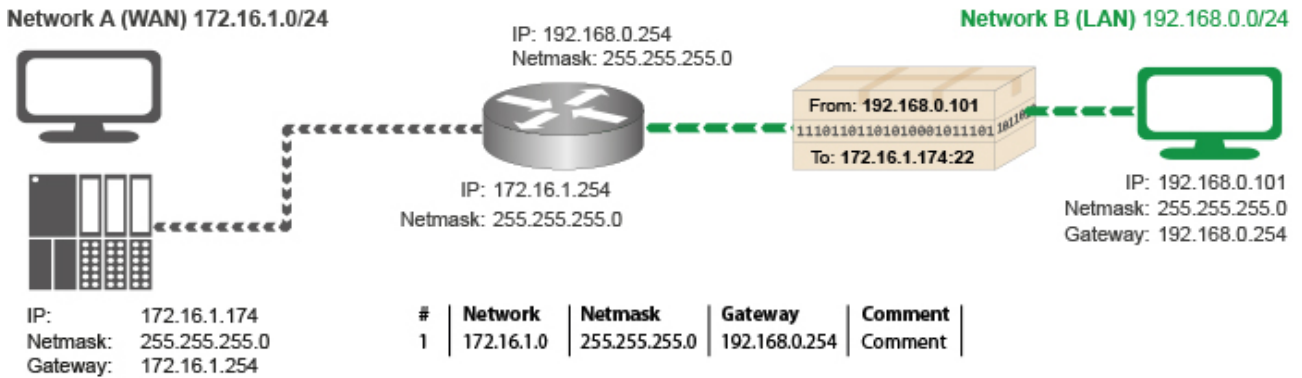 Network A (WAN) 172.16.1.0/24
Network B (LAN) 192.168.0.0/24
IP: 192.168.0.254
Netmask: 255.255.255.0
From: 192.168.0.101
111011011010100010111101 10110
To: 172.16.1.174:22
IP: 172.16.1.254
Netmask: 255.255.255.0
IP: 192.168.0.101
Netmask: 255.255.255.0
Gateway: 192.168.0.254
IP: 172.16.1.174
Netmask: 255.255.255.0
Gateway: 172.16.1.254
# Network Netmask Gateway Comment
1 172.16.1.0 255.255.255.0 192.168.0.254 Comment